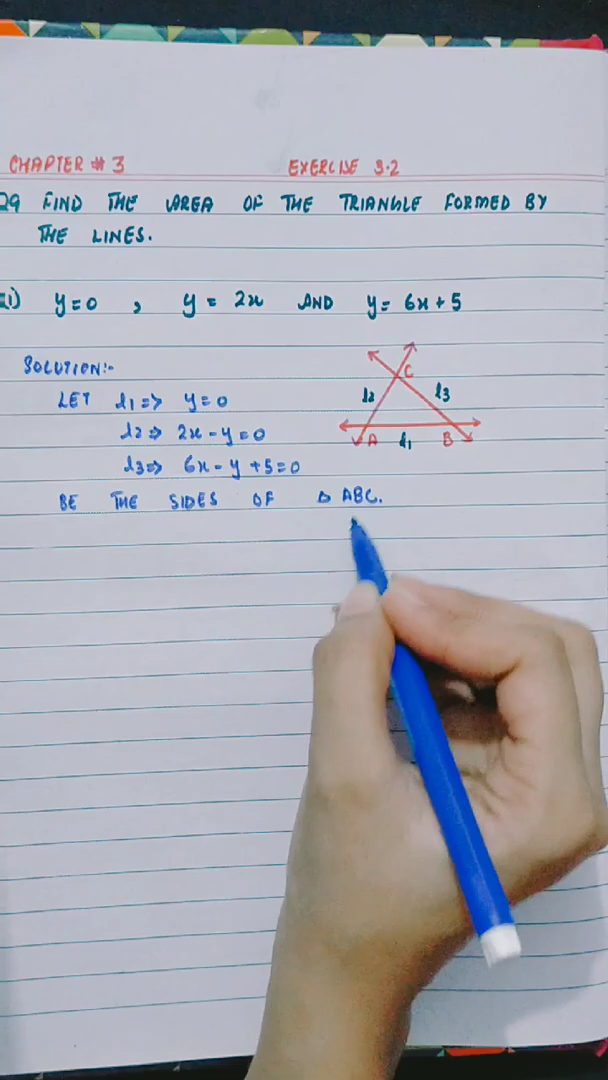 CHAPTER # 3 EXERCISE 3.2
29 FIND THE AREA OF THE TRIANGLE FORMED BY
THE LINES.
y=0 , y = 2x AND y= 6x+5
SOLUTION:-
LET l1=> y=0
l2=> 2x-y=0
l3=> 6x-y+5=0
BE THE SIDES OF Δ ABC.
C
l2 l3
A l1 B